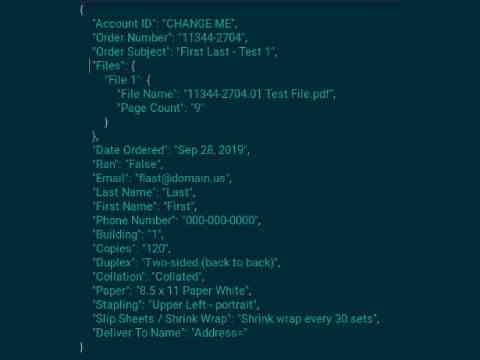 {
"Account ID": "CHANGE ME",
"Order Number": "11344-2704",
"Order Subject": "First Last - Test 1",
"Files": {
"File 1": {
"File Name": "11344-2704.01 Test File.pdf",
"Page Count": "9"
}
},
"Date Ordered": "Sep 28, 2019",
"Ran": "False",
"Email": "flast@domain.us",
"Last Name": "Last",
"First Name": "First",
"Phone Number": "000-000-0000",
"Building": "1",
"Copies": "120",
"Duplex": "Two-sided (back to back)",
"Collation": "Collated",
"Paper": "8.5 x 11 Paper White",
"Stapling": "Upper Left - portrait",
"Slip Sheets / Shrink Wrap": "Shrink wrap every 30 sets",
"Deliver To Name": "Address="
}